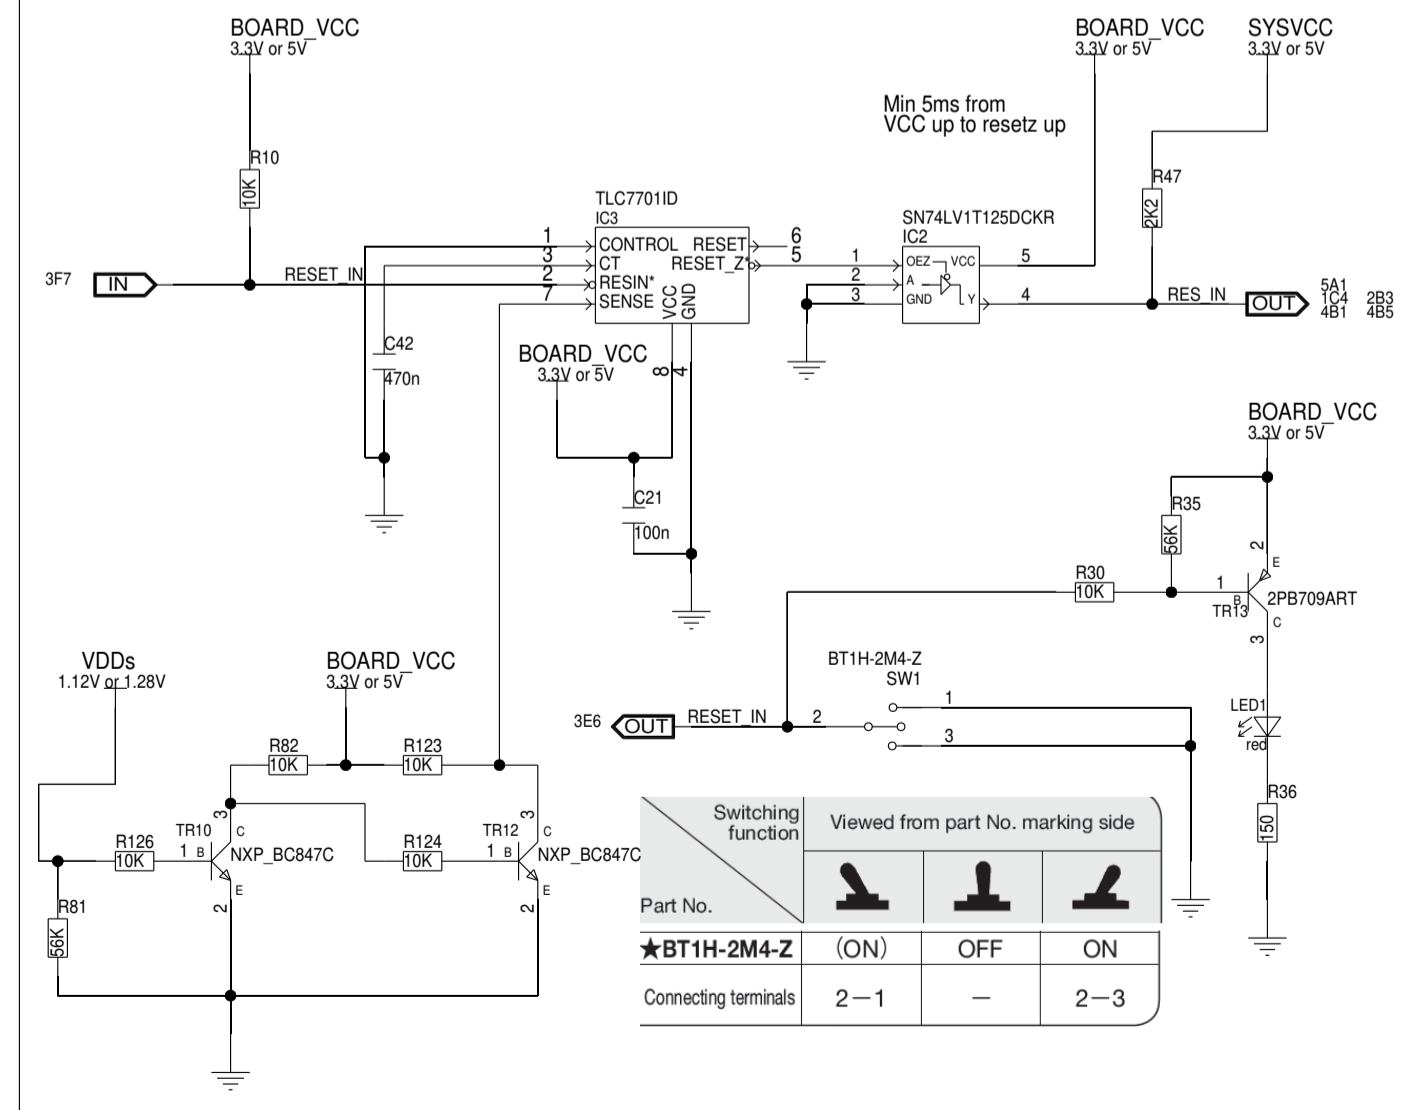 BOARD_VCC
3.3V or 5V
BOARD_VCC
3.3V or 5V
SYSVCC
3.3V or 5V
Min 5ms from
VCC up to resetz up
R10
10K
R47
2K2
TLC7701ID
IC3
SN74LV1T125DCKR
IC2
1
3
2
7
CONTROL
CT
RESIN*
SENSE
RESET
RESET_Z*
VCC
GND
6
5
8
4
1
2
3
OEZ
A
GND
VCC
Y
5
4
3F7
IN
RESET_IN
RES_IN
OUT
5A1
1C4 2B3
4B1 4B5
C42
470n
BOARD_VCC
3.3V or 5V
C21
100n
BOARD_VCC
3.3V or 5V
R35
56K
R30
10K
2
E
1
B
TR13
2PB709ART
C
3
LED1
red
R36
150
BT1H-2M4-Z
SW1
3E6
OUT
RESET_IN
2
1
3
VDDs
1.12V or 1.28V
BOARD_VCC
3.3V or 5V
R82
10K
R123
10K
R126
10K
TR10
1 B
3
C
NXP_BC847C
E
2
R124
10K
TR12
1 B
3
C
NXP_BC847C
E
2
R81
56K
Switching
function
Viewed from part No. marking side
Part No.
★BT1H-2M4-Z (ON) OFF ON
Connecting terminals 2—1 — 2—3